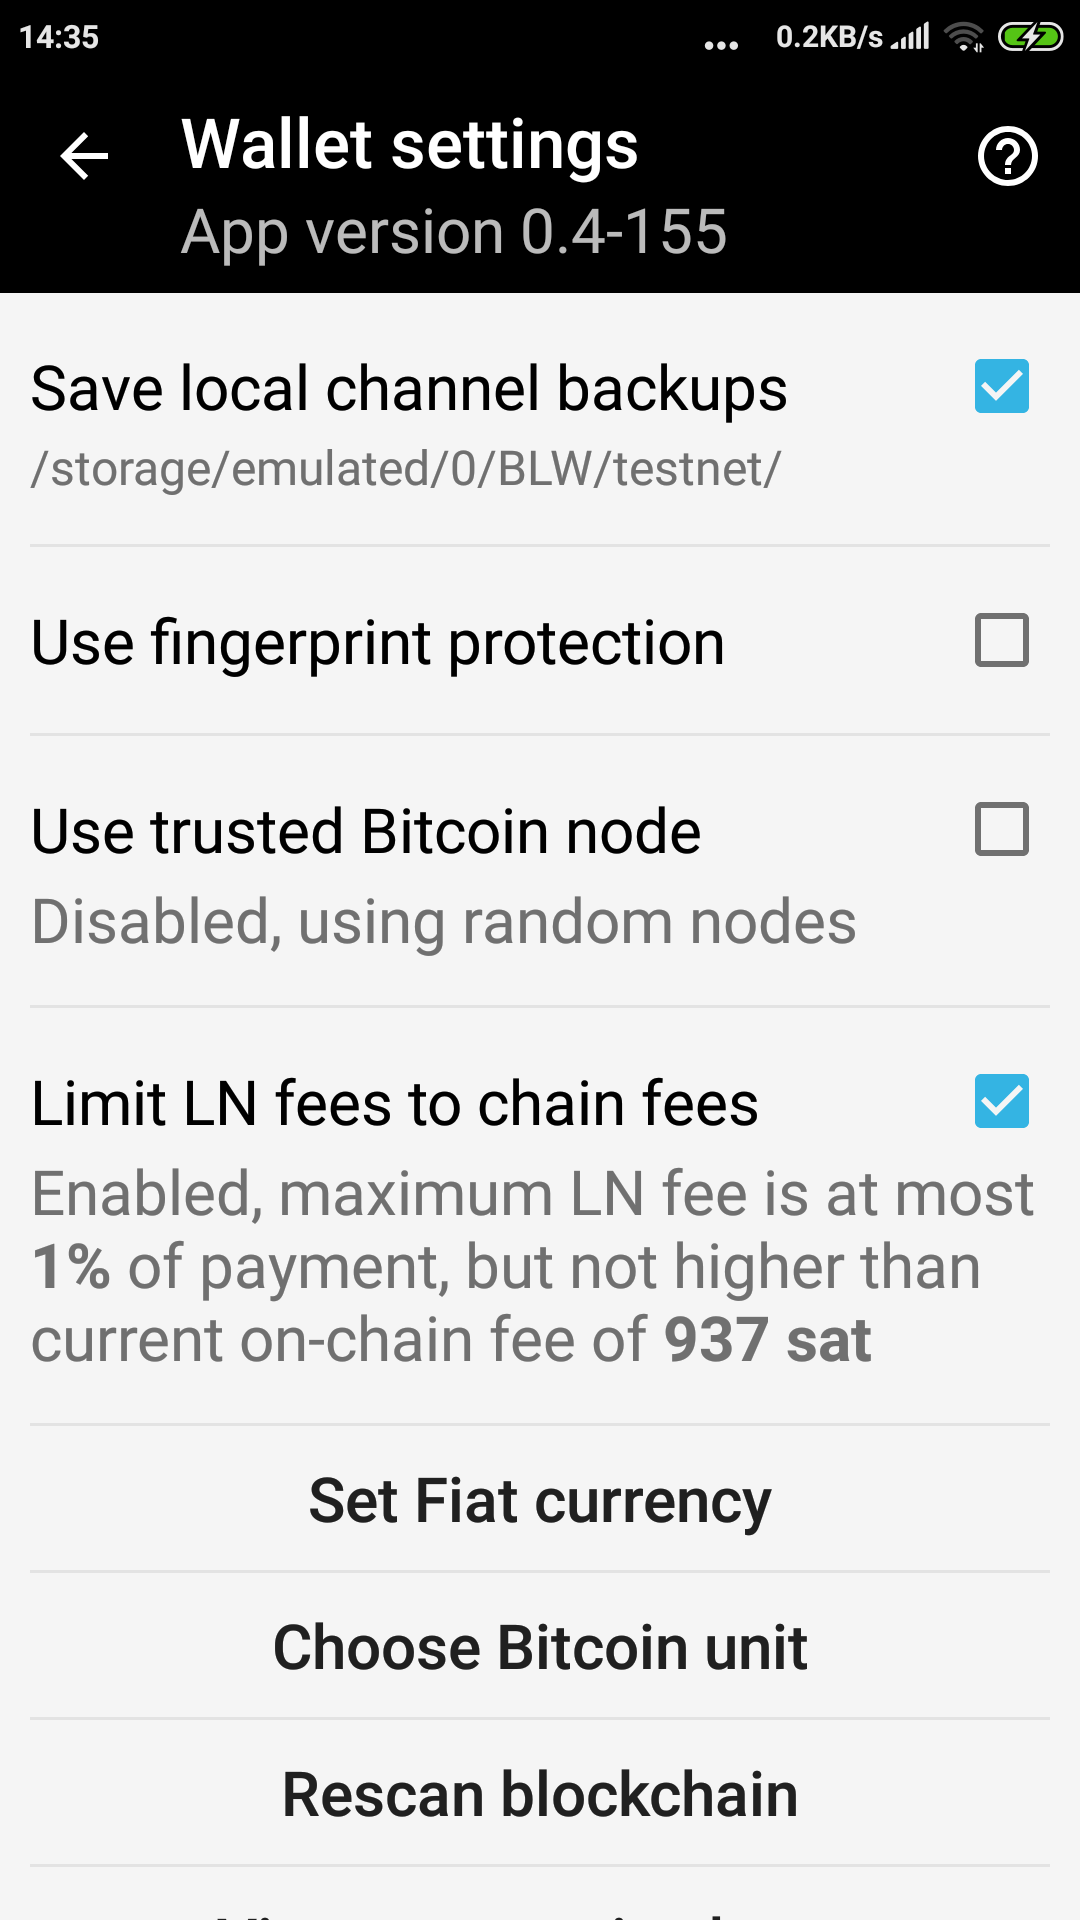 14:35
... 0.2KB/s
Wallet settings
App version 0.4-155
Save local channel backups
/storage/emulated/0/BLW/testnet/
Use fingerprint protection
Use trusted Bitcoin node
Disabled, using random nodes
Limit LN fees to chain fees
Enabled, maximum LN fee is at most
1% of payment, but not higher than
current on-chain fee of 937 sat
Set Fiat currency
Choose Bitcoin unit
Rescan blockchain